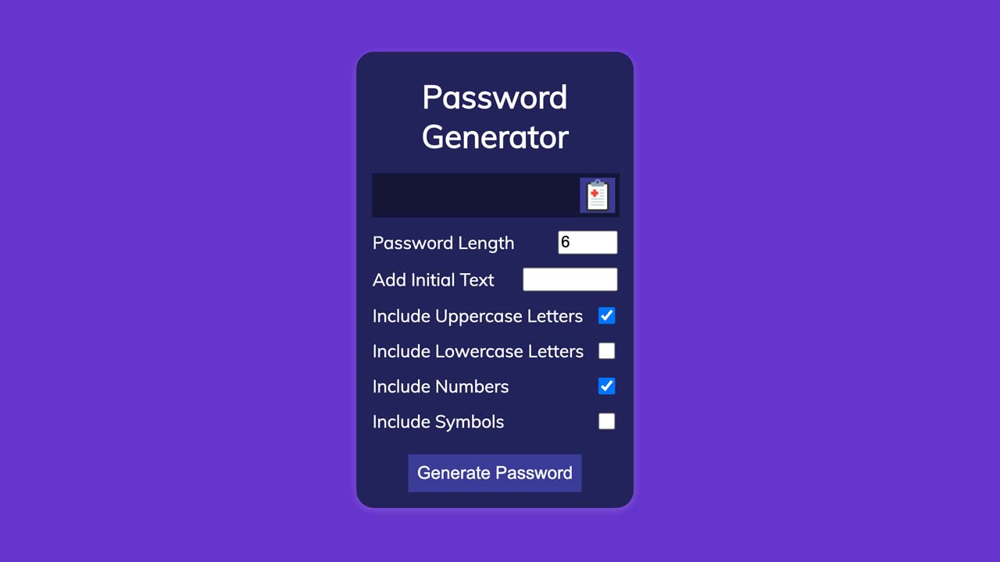 Password
Generator
Password Length 6
Add Initial Text
Include Uppercase Letters
Include Lowercase Letters
Include Numbers
Include Symbols
Generate Password